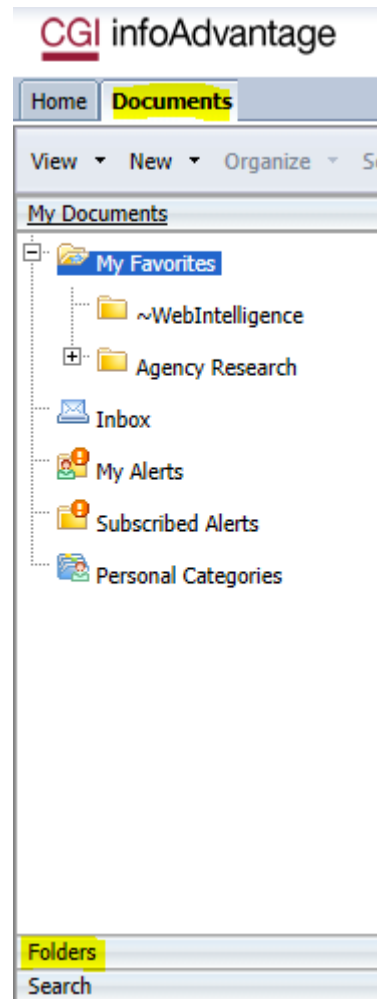 CGI infoAdvantage
Home Documents
View New Organize
My Documents
My Favorites
~WebIntelligence
Agency Research
Inbox
My Alerts
Subscribed Alerts
Personal Categories
Folders
Search